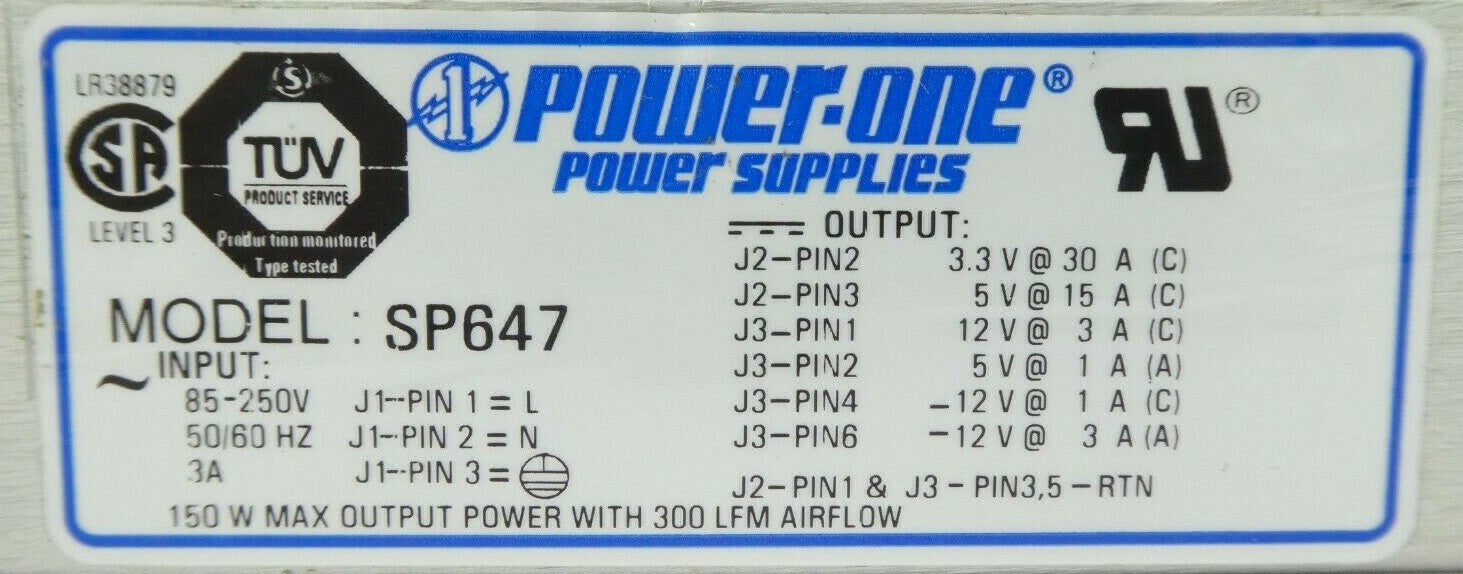 LR38879
SA
LEVEL 3
S
TÜV
PRODUCT SERVICE
Production monitored
Type tested
1 POWER-ONE®
POWER SUPPLIES
RU®
MODEL : SP647
~ INPUT:
85-250V J1--PIN 1 = L
50/60 HZ J1--PIN 2 = N
3A J1--PIN 3 =
OUTPUT:
J2-PIN2 3.3 V @ 30 A (C)
J2-PIN3 5 V @ 15 A (C)
J3-PIN1 12 V @ 3 A (C)
J3-PIN2 5 V @ 1 A (A)
J3-PIN4 -12 V @ 1 A (C)
J3-PIN6 -12 V @ 3 A (A)
J2-PIN1 & J3-PIN3,5-RTN
150 W MAX OUTPUT POWER WITH 300 LFM AIRFLOW